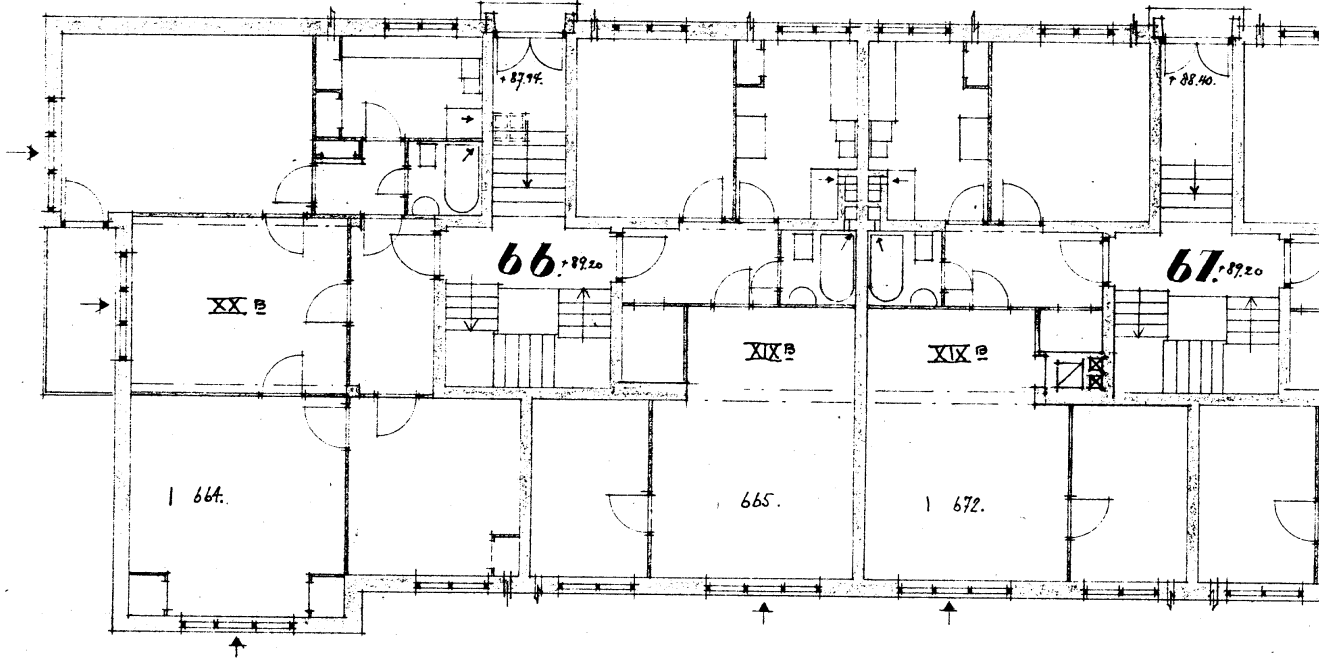 + 87.94.
+ 88.40.
66. + 89.20
67. + 89.20
XX B
XIX B
XIX B
1 664.
665.
1 672.